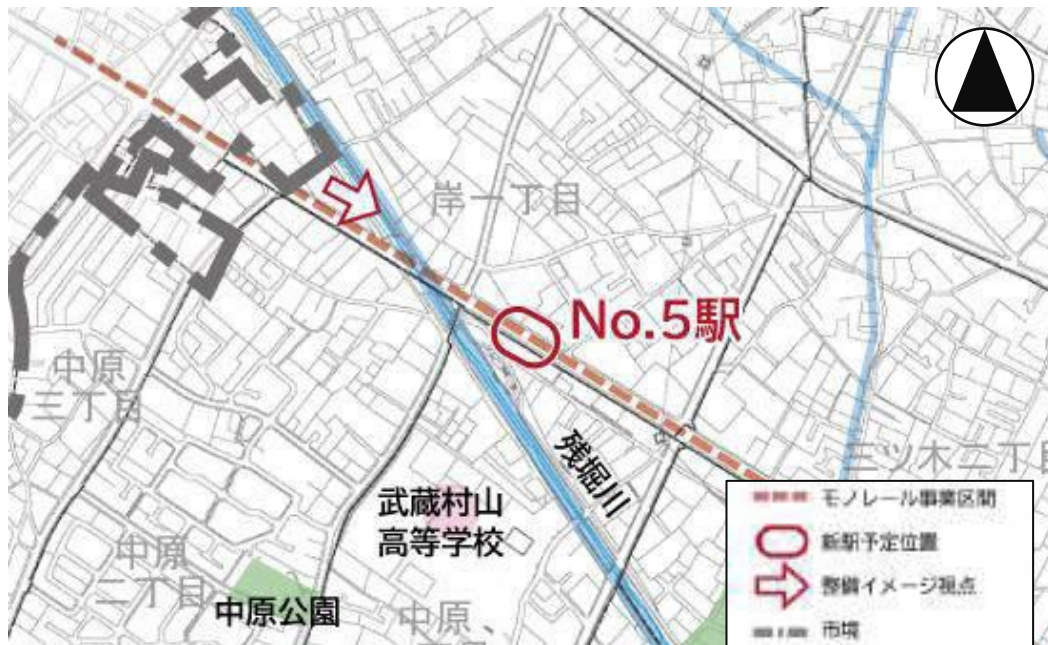 岸一丁目
No.5駅
中原
三丁目
残堀川
三ツ木二丁目
武蔵村山
高等学校
中原
二丁目
中原公園
中原、
モノレール事業区間
新駅予定位置
整備イメージ視点
市境